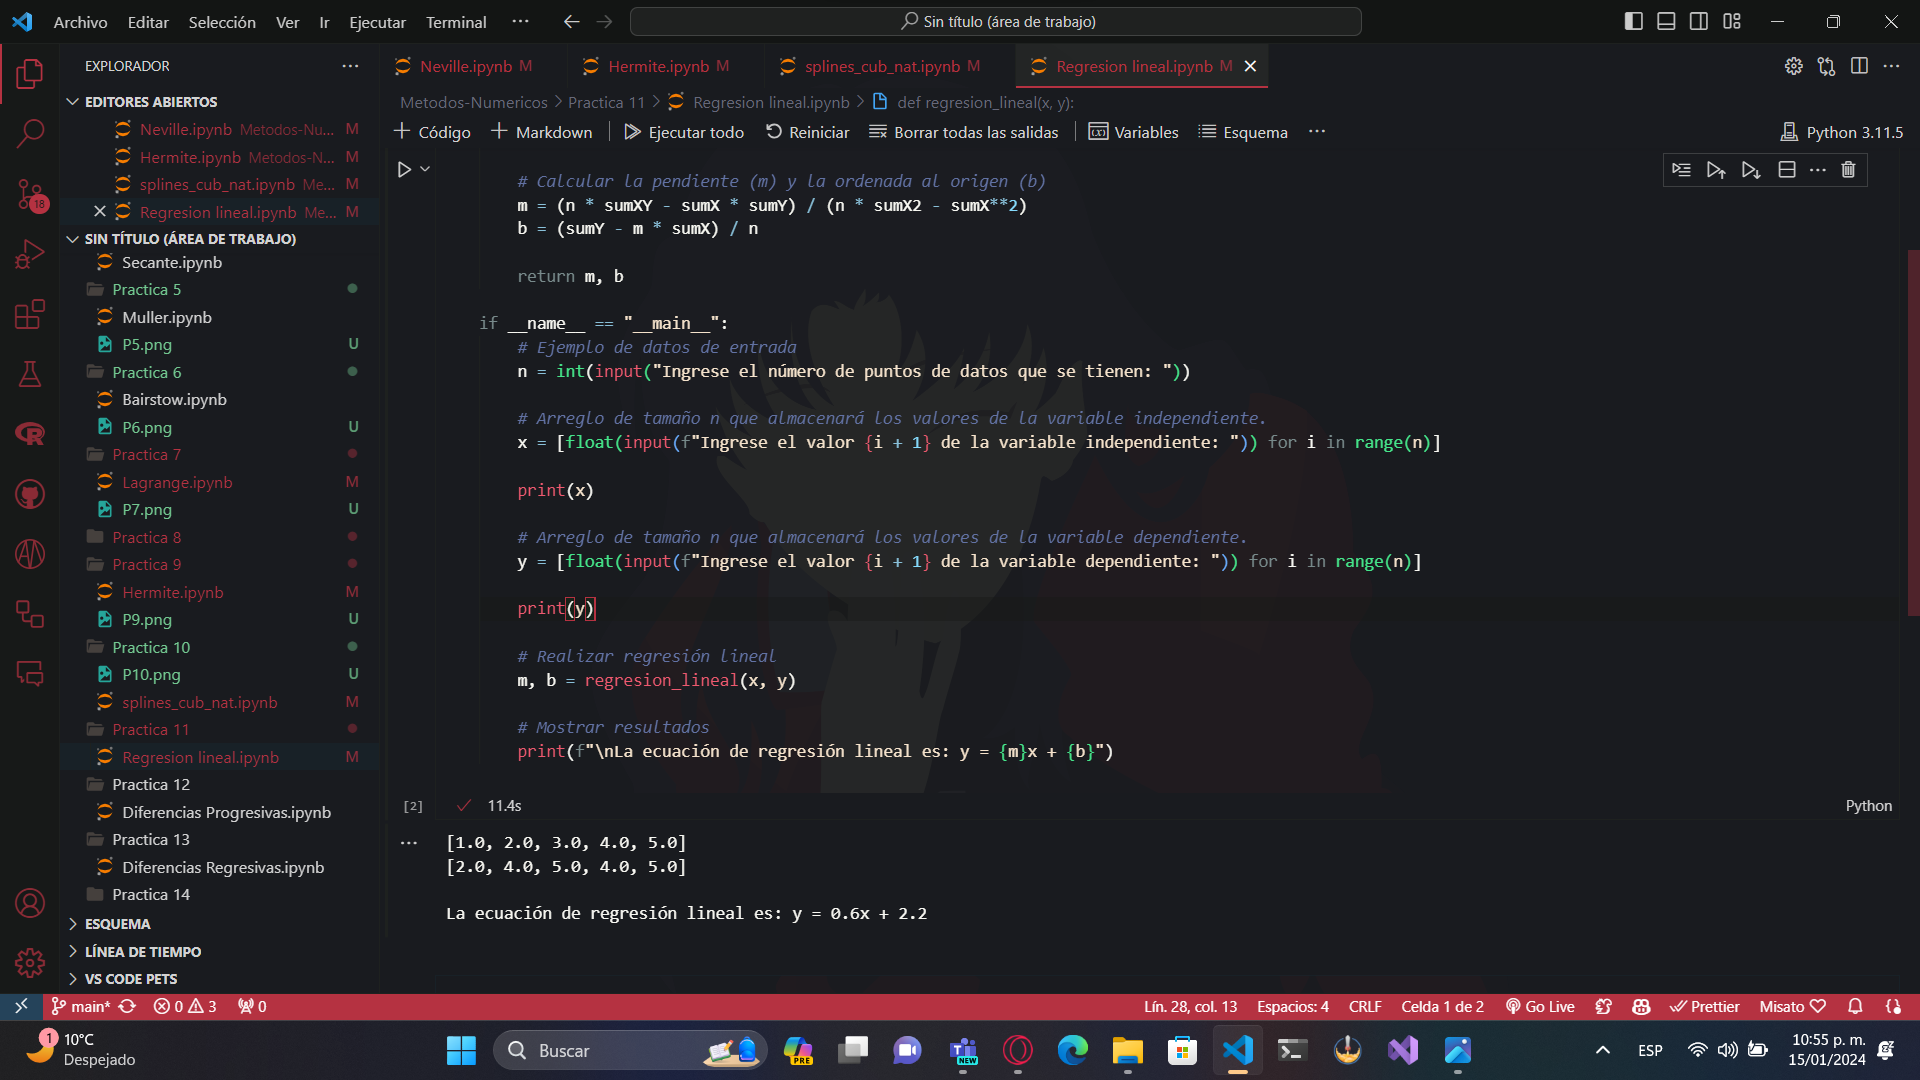 Archivo Editar Selección Ver Ir Ejecutar Terminal ··· Sin título (área de trabajo)
EXPLORADOR ···
EDITORES ABIERTOS
Neville.ipynb Metodos-Nu... M
Hermite.ipynb Metodos-N... M
splines_cub_nat.ipynb Me... M
Regresion lineal.ipynb Me... M
SIN TÍTULO (ÁREA DE TRABAJO)
Secante.ipynb
Practica 5
Muller.ipynb
P5.png U
Practica 6
Bairstow.ipynb
P6.png U
Practica 7
Lagrange.ipynb M
P7.png U
Practica 8
Practica 9
Hermite.ipynb M
P9.png U
Practica 10
P10.png U
splines_cub_nat.ipynb M
Practica 11
Regresion lineal.ipynb M
Practica 12
Diferencias Progresivas.ipynb
Practica 13
Diferencias Regresivas.ipynb
Practica 14
ESQUEMA
LÍNEA DE TIEMPO
VS CODE PETS
18
Neville.ipynb M Hermite.ipynb M splines_cub_nat.ipynb M Regresion lineal.ipynb M
Metodos-Numericos > Practica 11 > Regresion lineal.ipynb > def regresion_lineal(x, y):
+ Código + Markdown Ejecutar todo Reiniciar Borrar todas las salidas Variables Esquema ··· Python 3.11.5
# Calcular la pendiente (m) y la ordenada al origen (b)
m = (n * sumXY - sumX * sumY) / (n * sumX2 - sumX**2)
b = (sumY - m * sumX) / n
return m, b
if __name__ == "__main__":
# Ejemplo de datos de entrada
n = int(input("Ingrese el número de puntos de datos que se tienen: "))
# Arreglo de tamaño n que almacenará los valores de la variable independiente.
x = [float(input(f"Ingrese el valor {i + 1} de la variable independiente: ")) for i in range(n)]
print(x)
# Arreglo de tamaño n que almacenará los valores de la variable dependiente.
y = [float(input(f"Ingrese el valor {i + 1} de la variable dependiente: ")) for i in range(n)]
print(y)
# Realizar regresión lineal
m, b = regresion_lineal(x, y)
# Mostrar resultados
print(f"\nLa ecuación de regresión lineal es: y = {m}x + {b}")
[2] 11.4s Python
[1.0, 2.0, 3.0, 4.0, 5.0]
[2.0, 4.0, 5.0, 4.0, 5.0]
La ecuación de regresión lineal es: y = 0.6x + 2.2
main* 0 3 0 Lín. 28, col. 13 Espacios: 4 CRLF Celda 1 de 2 Go Live Prettier Misato
1 10°C
Despejado
Buscar
PRE
NEW
ESP
10:55 p. m.
15/01/2024